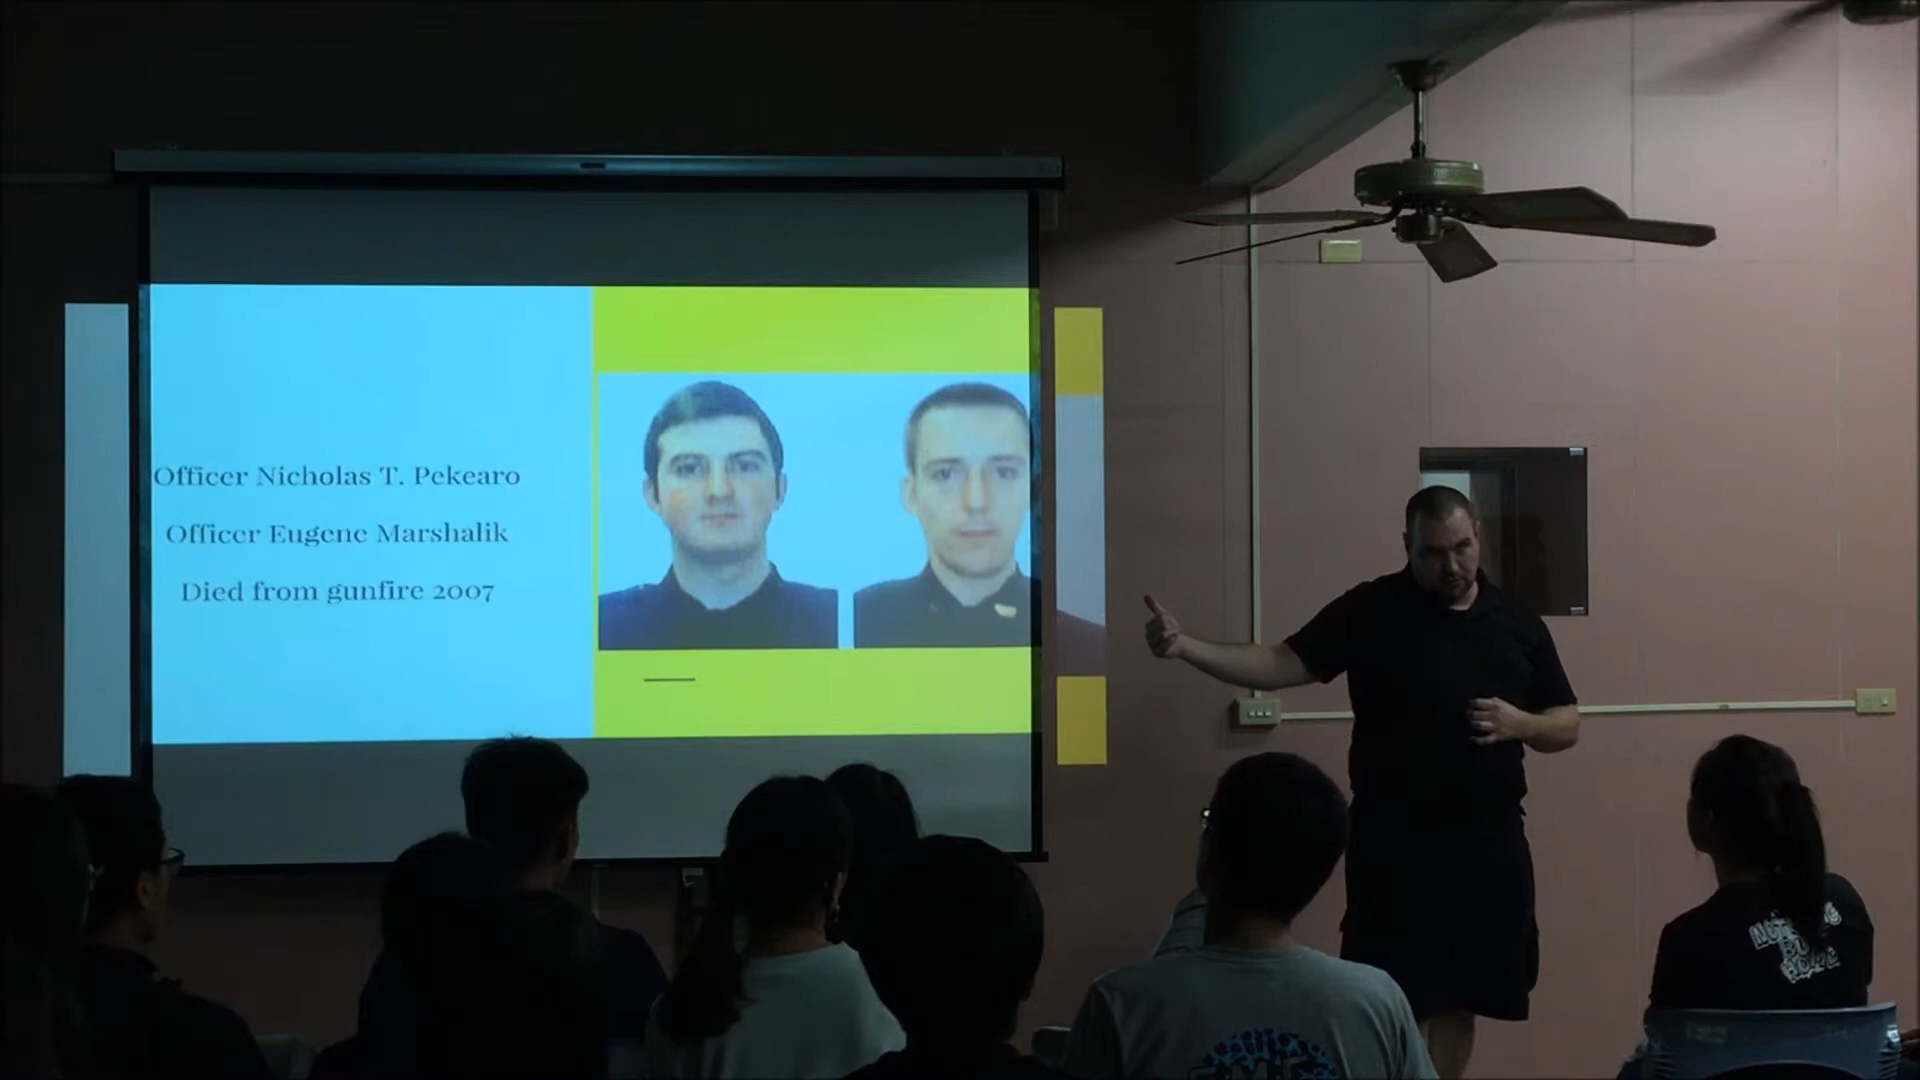 Officer Nicholas T. Pekearo
Officer Eugene Marshalik
Died from gunfire 2007